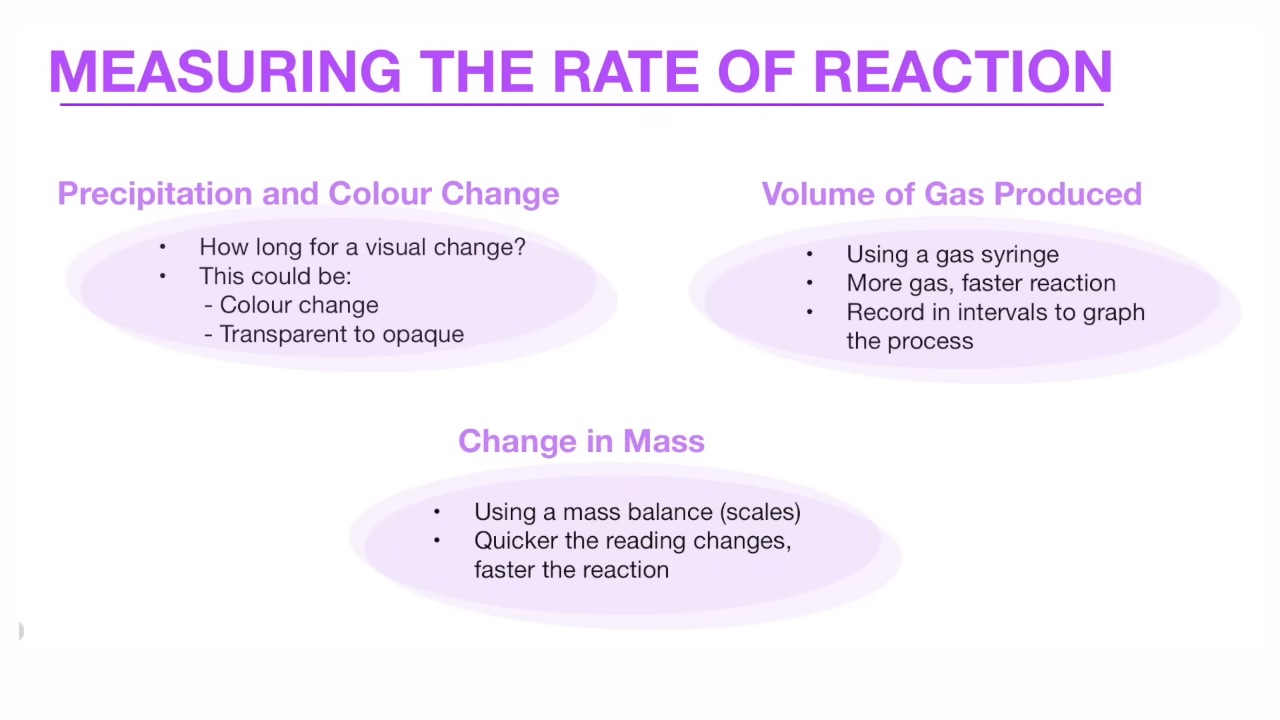 MEASURING THE RATE OF REACTION
Precipitation and Colour Change
• How long for a visual change?
• This could be:
- Colour change
- Transparent to opaque
Volume of Gas Produced
• Using a gas syringe
• More gas, faster reaction
• Record in intervals to graph
the process
Change in Mass
• Using a mass balance (scales)
• Quicker the reading changes,
faster the reaction